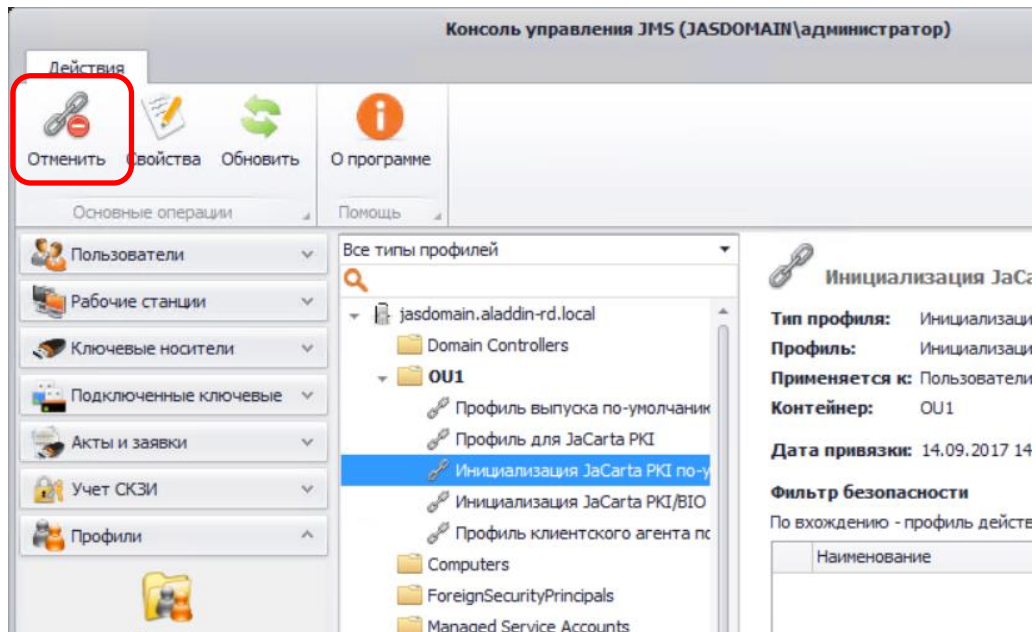 Консоль управления JMS (JASDOMAIN\администратор)
Действия
Отменить Свойства Обновить О программе
Основные операции Помощь
Пользователи
Рабочие станции
Ключевые носители
Подключенные ключевые
Акты и заявки
Учет СКЗИ
Профили
Все типы профилей
jasdomain.aladdin-rd.local
Domain Controllers
OU1
Профиль выпуска по-умолчани
Профиль для JaCarta PKI
Инициализация JaCarta PKI по-у
Инициализация JaCarta PKI/BIO
Профиль клиентского агента по
Computers
ForeignSecurityPrincipals
Managed Service Accounts
Инициализация JaCa
Тип профиля: Инициализаци
Профиль: Инициализаци
Применяется к: Пользователи
Контейнер: OU1
Дата привязки: 14.09.2017 14
Фильтр безопасности
По вхождению - профиль действ
Наименование